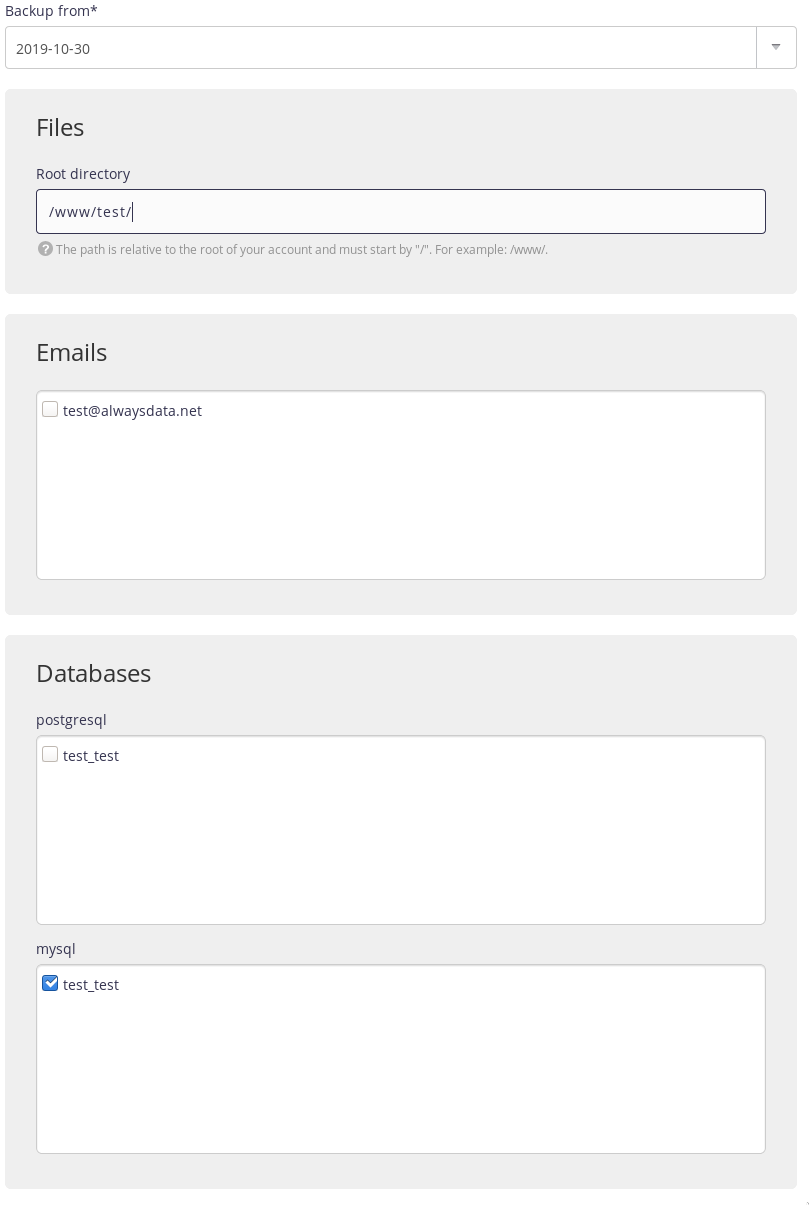 Backup from*
2019-10-30
Files
Root directory
/www/test/
? The path is relative to the root of your account and must start by "/". For example: /www/.
Emails
test@alwaysdata.net
Databases
postgresql
test_test
mysql
test_test